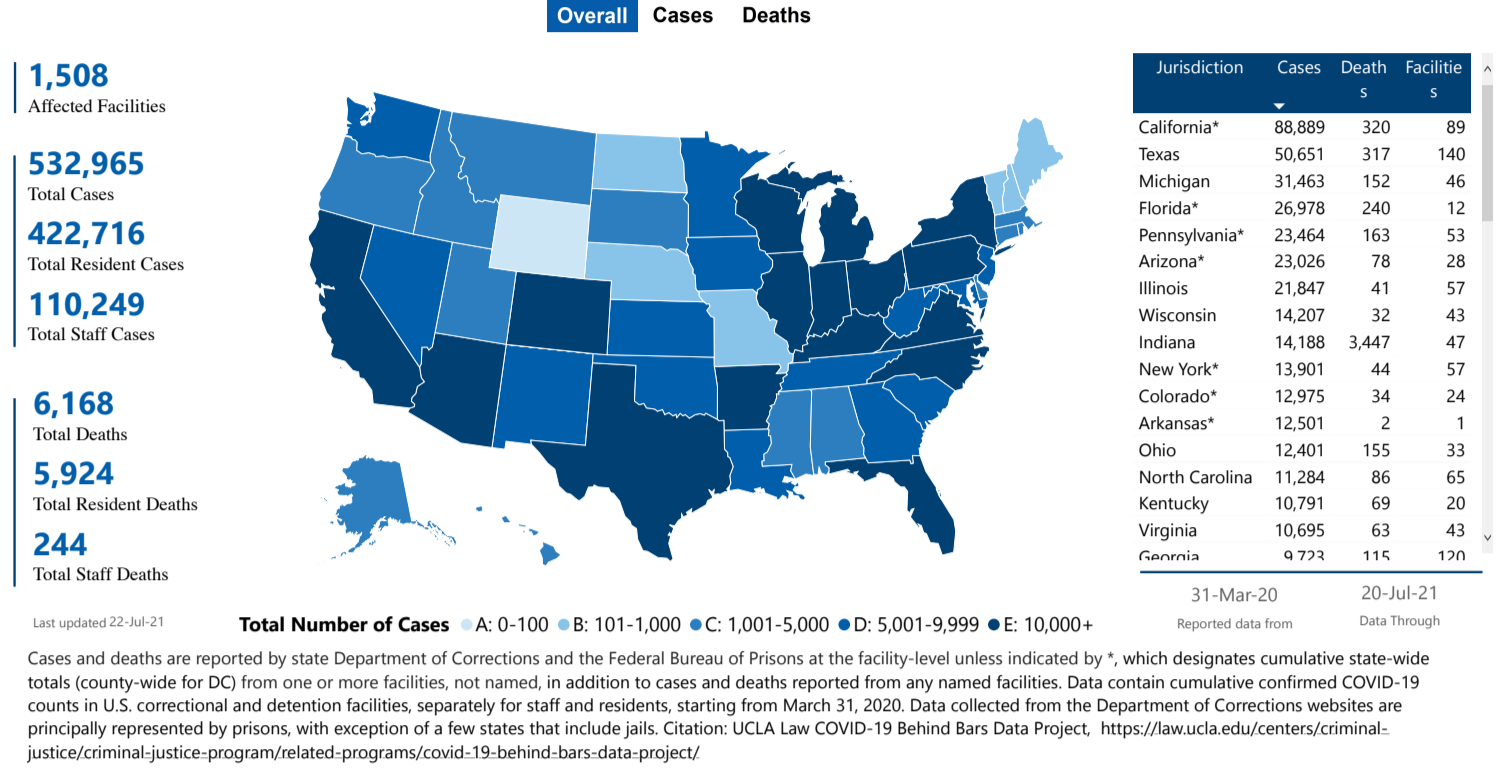 Overall Cases Deaths
1,508
Affected Facilities
532,965
Total Cases
422,716
Total Resident Cases
110,249
Total Staff Cases
6,168
Total Deaths
5,924
Total Resident Deaths
244
Total Staff Deaths
Last updated 22-Jul-21
Total Number of Cases A: 0-100 B: 101-1,000 C: 1,001-5,000 D: 5,001-9,999 E: 10,000+
Jurisdiction Cases Death Facilitie
s s
California* 88,889 320 89
Texas 50,651 317 140
Michigan 31,463 152 46
Florida* 26,978 240 12
Pennsylvania* 23,464 163 53
Arizona* 23,026 78 28
Illinois 21,847 41 57
Wisconsin 14,207 32 43
Indiana 14,188 3,447 47
New York* 13,901 44 57
Colorado* 12,975 34 24
Arkansas* 12,501 2 1
Ohio 12,401 155 33
North Carolina 11,284 86 65
Kentucky 10,791 69 20
Virginia 10,695 63 43
Georgia 9,723 115 120
31-Mar-20 20-Jul-21
Reported data from Data Through
Cases and deaths are reported by state Department of Corrections and the Federal Bureau of Prisons at the facility-level unless indicated by *, which designates cumulative state-wide
totals (county-wide for DC) from one or more facilities, not named, in addition to cases and deaths reported from any named facilities. Data contain cumulative confirmed COVID-19
counts in U.S. correctional and detention facilities, separately for staff and residents, starting from March 31, 2020. Data collected from the Department of Corrections websites are
principally represented by prisons, with exception of a few states that include jails. Citation: UCLA Law COVID-19 Behind Bars Data Project, https://law.ucla.edu/centers/criminal-
justice/criminal-justice-program/related-programs/covid-19-behind-bars-data-project/